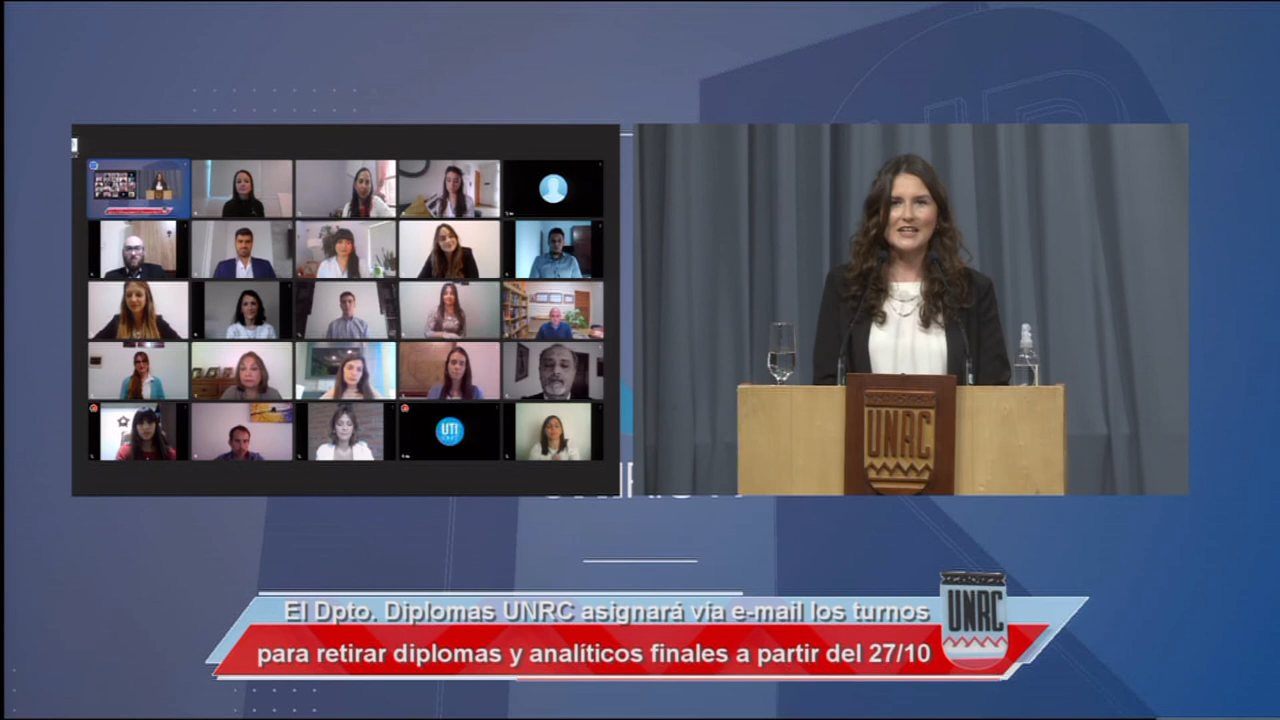 UTI
UNRC
El Dpto. Diplomas UNRC asignará vía e-mail los turnos
para retirar diplomas y analíticos finales a partir del 27/10
UNRC